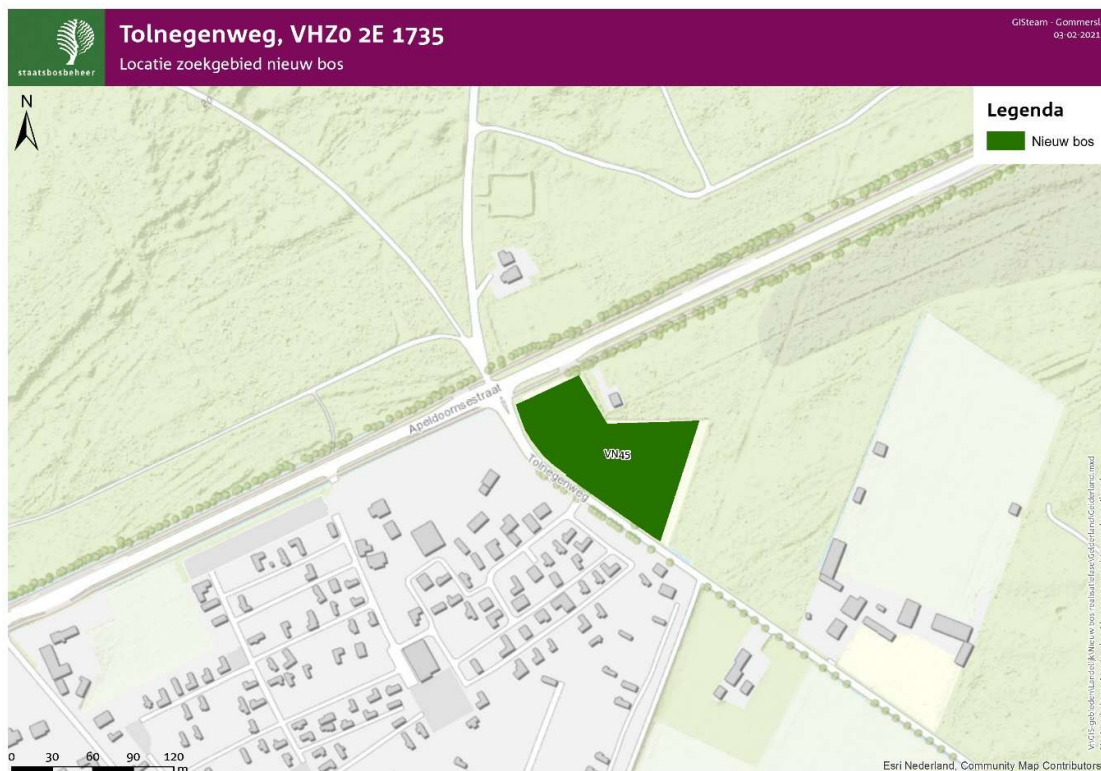 staatsbosbeheer
Tolnegenweg, VHZ0 2E 1735
Locatie zoekgebied nieuw bos
GISteam - Gommersl
03-02-2021
N
Legenda
Nieuw bos
Apeldoornsestraat
VN45
Tolnegenweg
0 30 60 90 120
m
Esri Nederland, Community Map Contributors